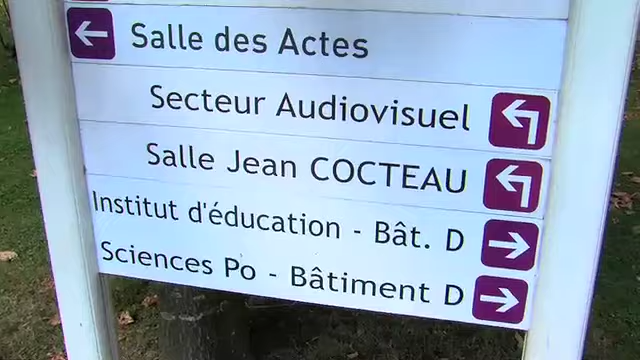 Salle des Actes
Secteur Audiovisuel
Salle Jean COCTEAU
Institut d'éducation - Bât. D
Sciences Po - Bâtiment D